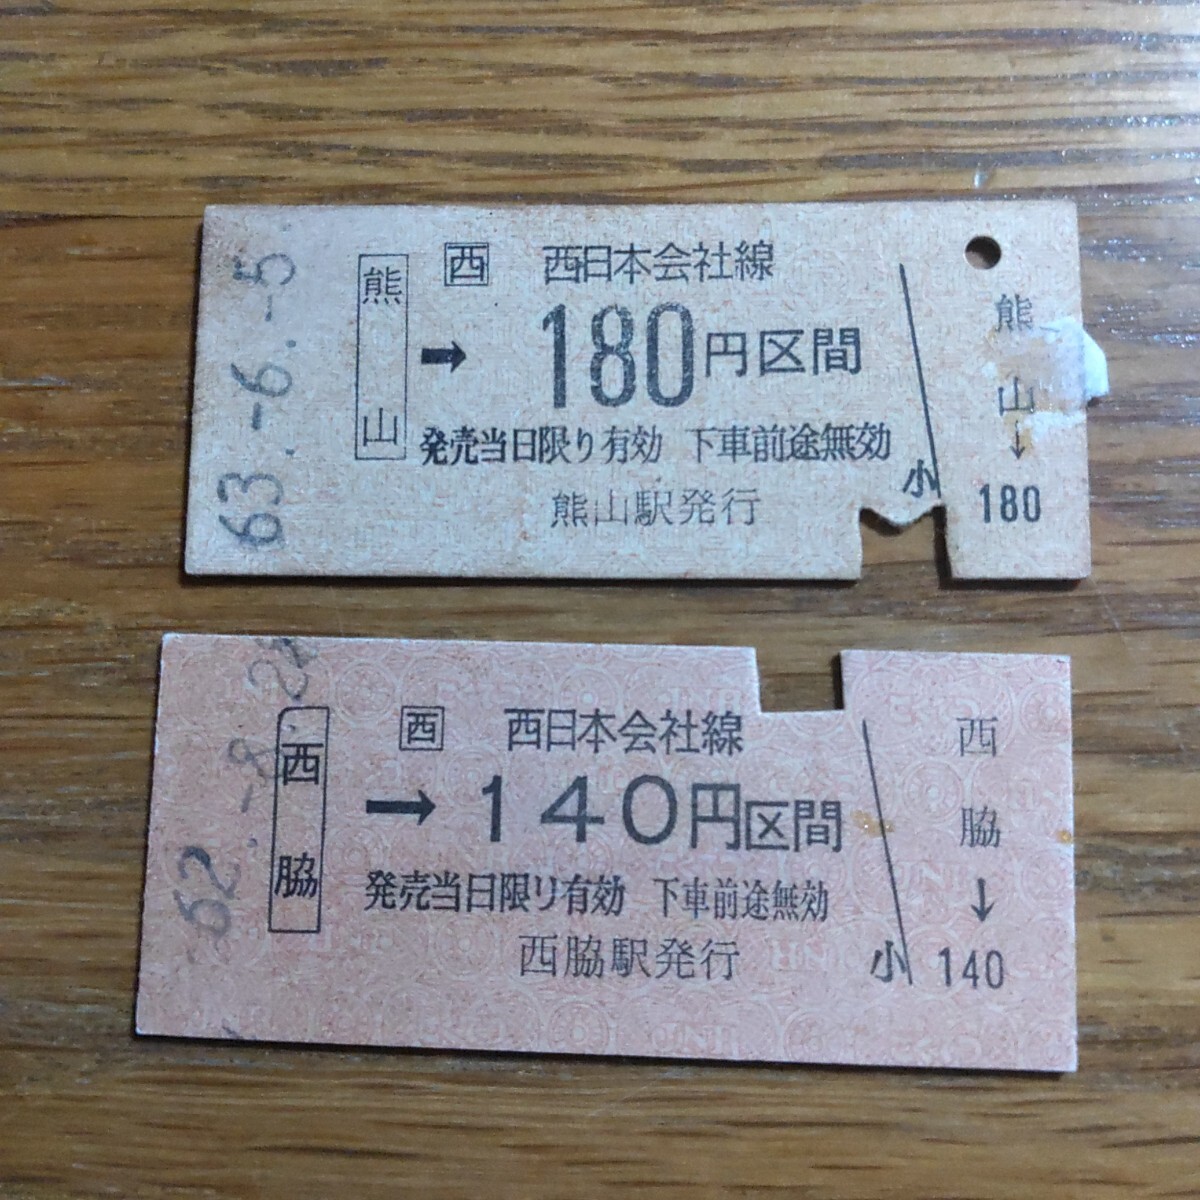 63.-6.-5
熊山
西 西日本会社線
→ 180円区間
発売当日限り有効 下車前途無効
熊山駅発行
小
熊山→180
62.-8.28
西脇
西 西日本会社線
→ 140円区間
発売当日限り有効 下車前途無効
西脇駅発行
小
西脇→140